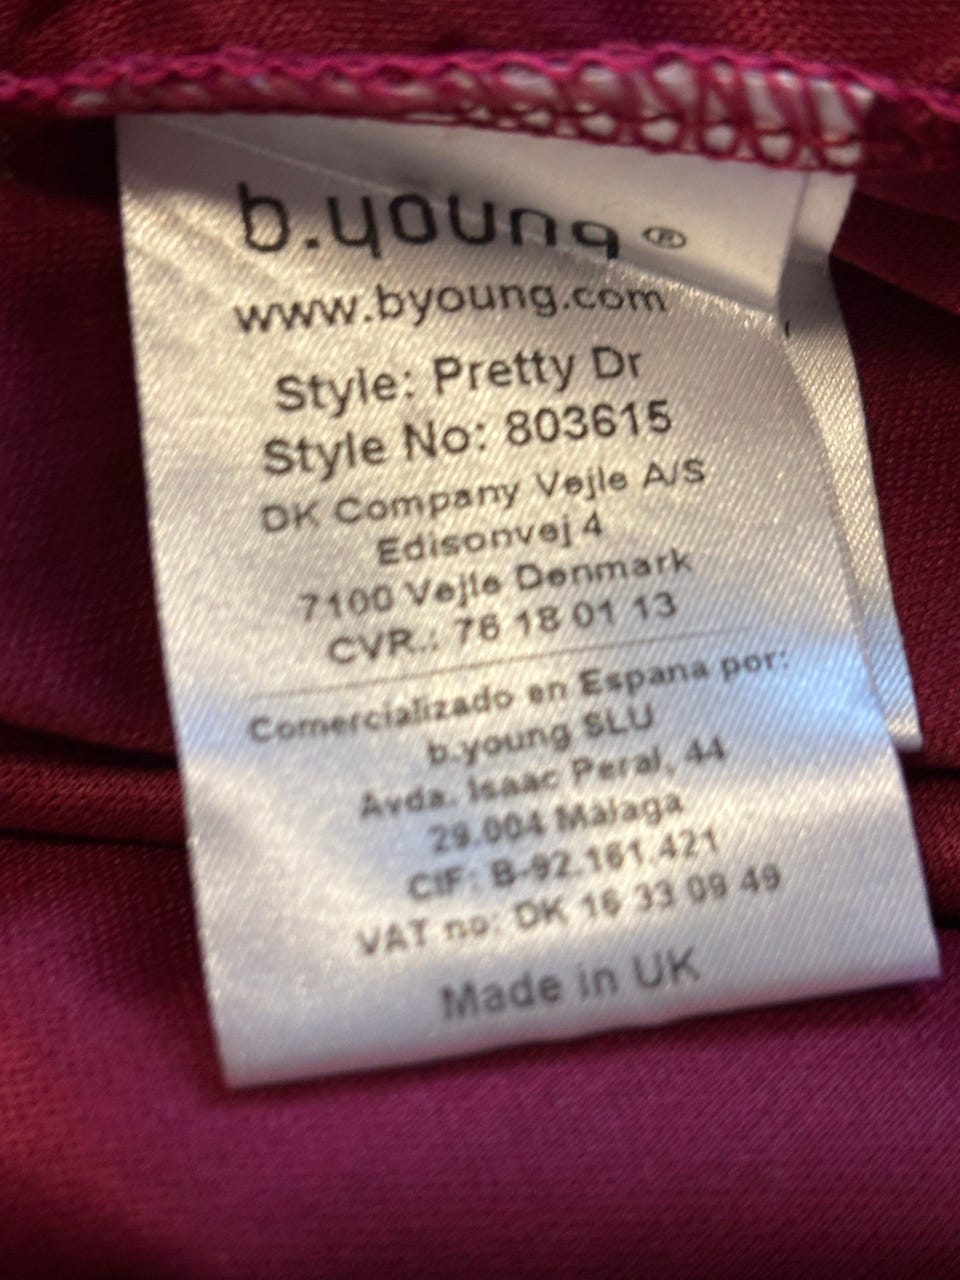 b.young®
www.byoung.com
Style: Pretty Dr
Style No: 803615
DK Company Vejle A/S
Edisonvej 4
7100 Vejle Denmark
CVR.: 76 18 01 13
Comercializado en Espana por:
b.young SLU
Avda. Isaac Peral, 44
29.004 Malaga
CIF: B-92.161.421
VAT no: DK 16 33 09 49
Made in UK